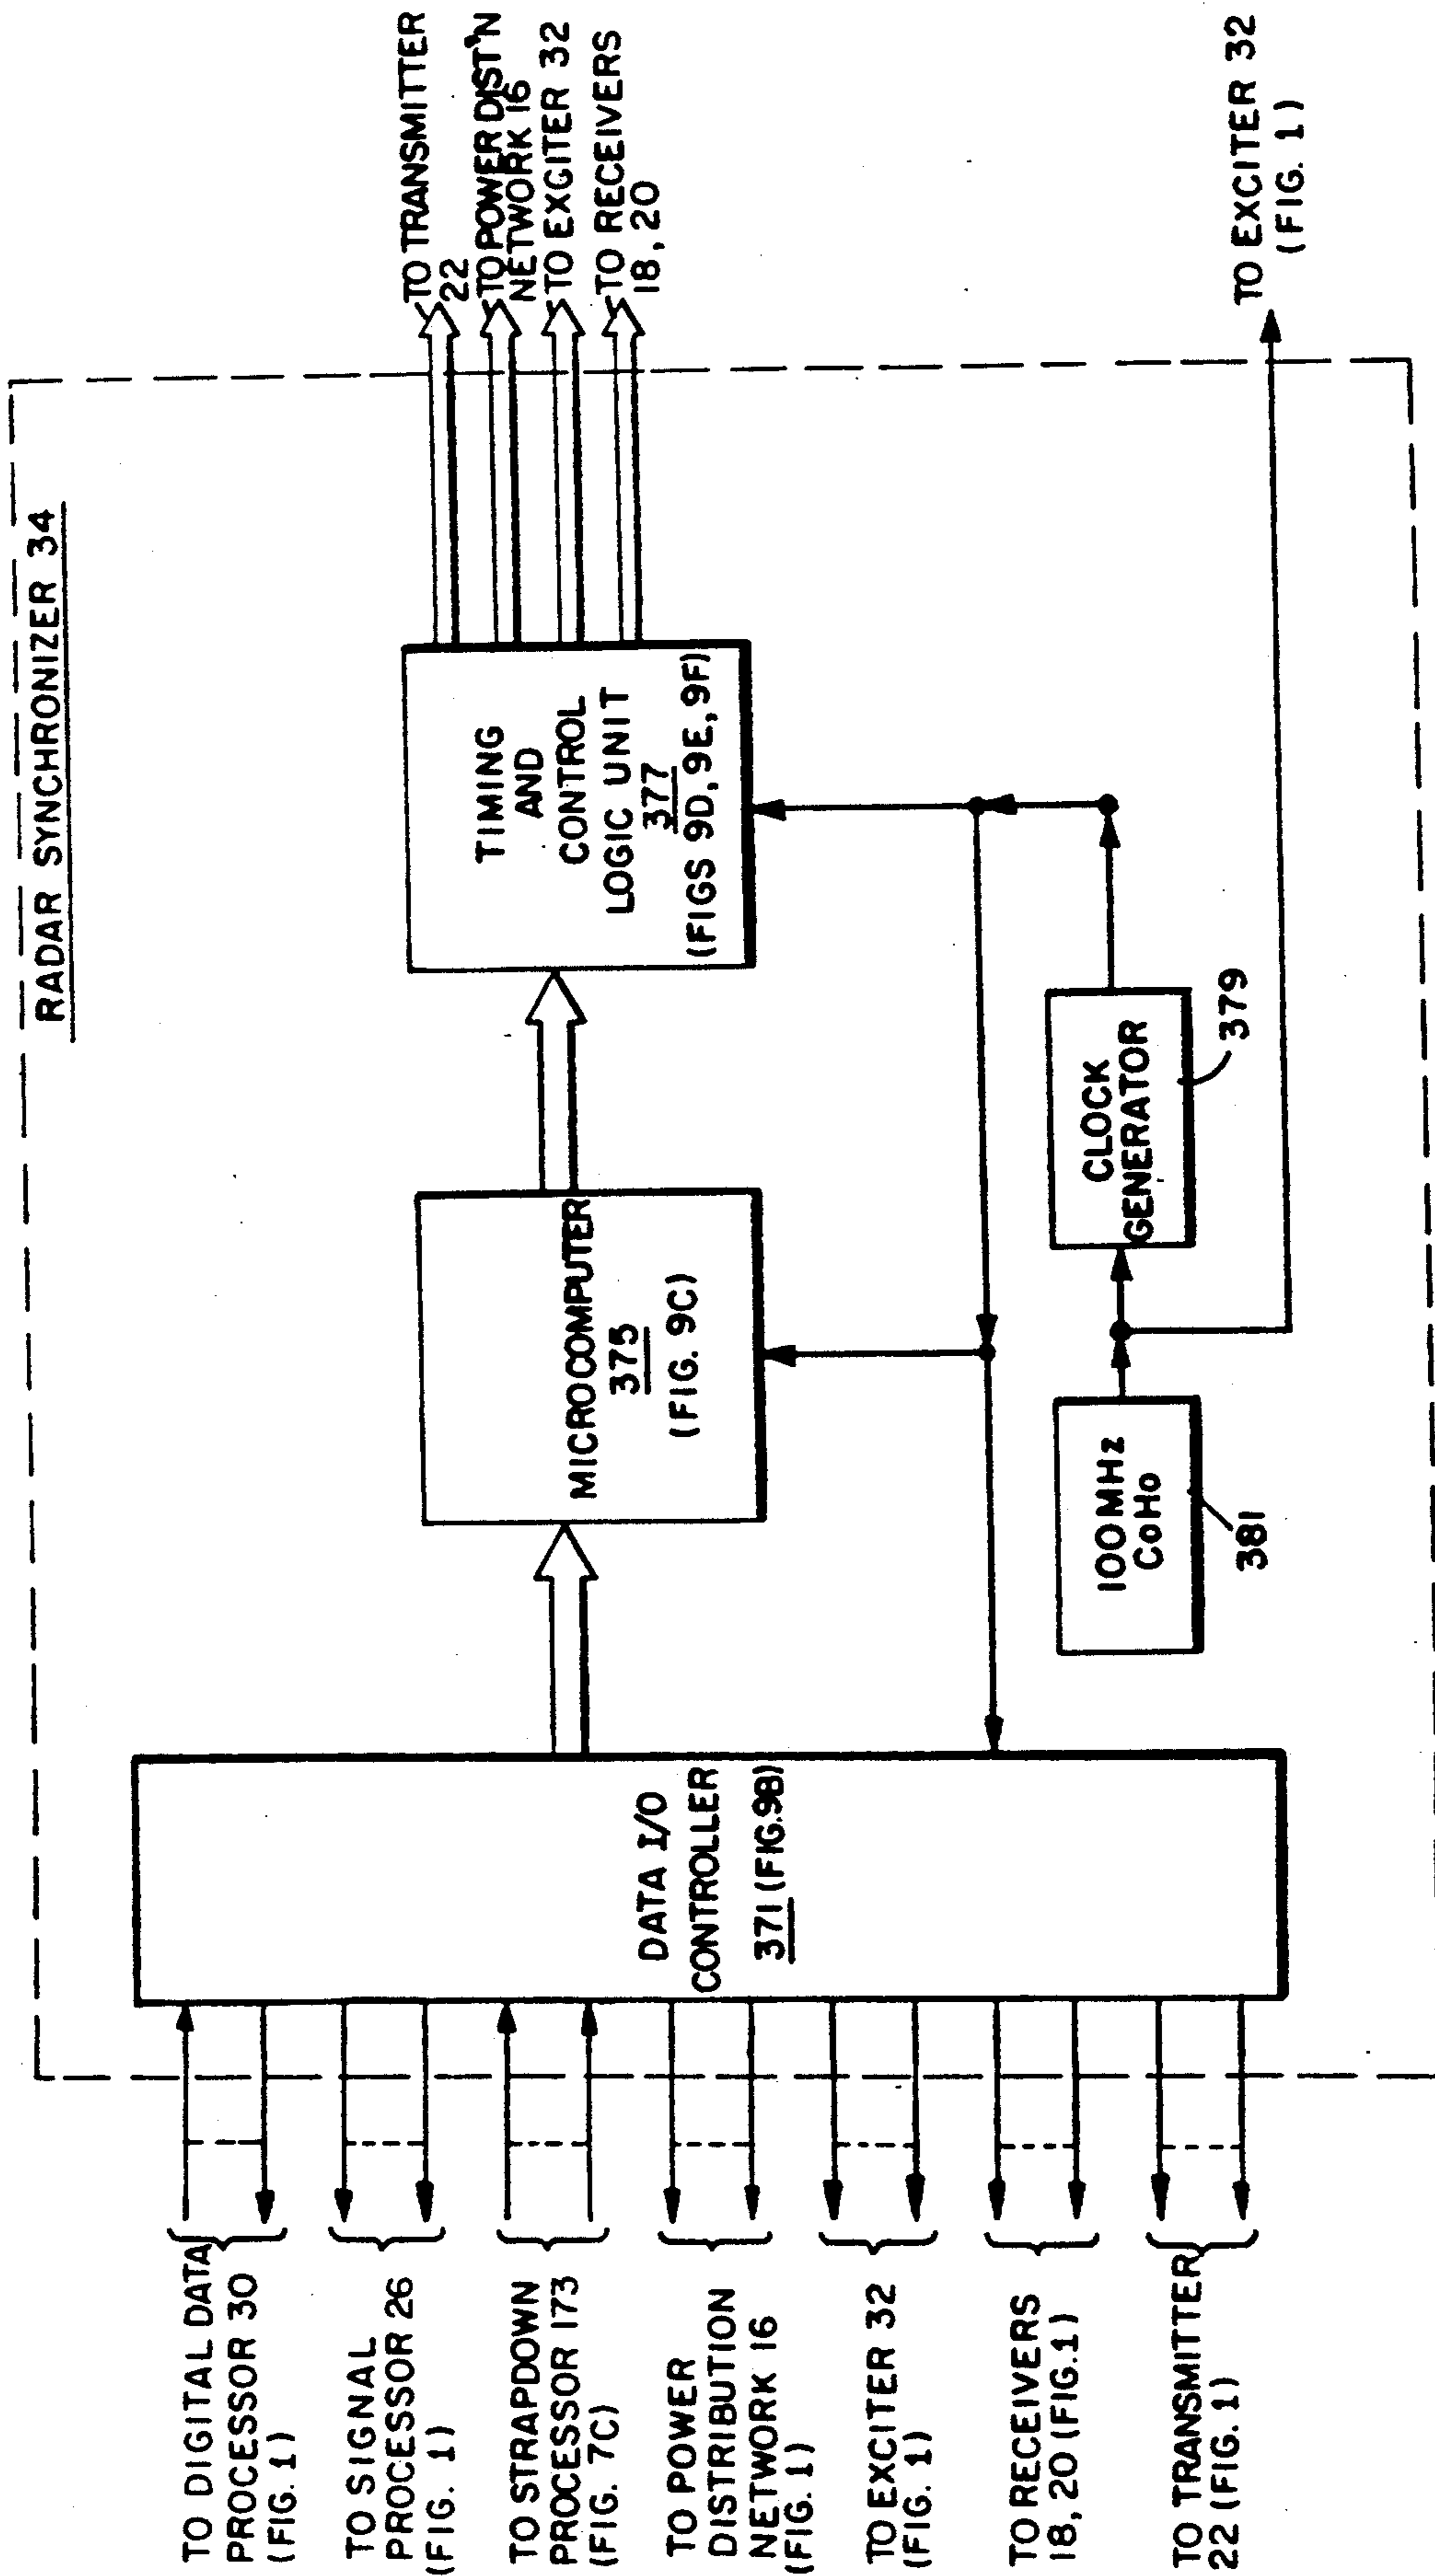 RADAR SYNCHRONIZER 34
TO DIGITAL DATA
PROCESSOR 30
(FIG. 1)
TO SIGNAL
PROCESSOR 26
(FIG. 1)
TO STRAPDOWN
PROCESSOR 173
(FIG. 7C)
TO POWER
DISTRIBUTION
NETWORK 16
(FIG. 1)
TO EXCITER 32
(FIG. 1)
TO RECEIVERS
18, 20 (FIG.1)
TO TRANSMITTER
22 (FIG. 1)
DATA I/O
CONTROLLER
371 (FIG.9B)
MICROCOMPUTER
375
(FIG. 9C)
TIMING
AND
CONTROL
LOGIC UNIT
377
(FIGS 9D, 9E, 9F)
100MHz
CoHo
381
CLOCK
GENERATOR
379
TO TRANSMITTER
22
TO POWER DIST'N
NETWORK 16
TO EXCITER 32
TO RECEIVERS
18, 20
TO EXCITER 32
(FIG. 1)